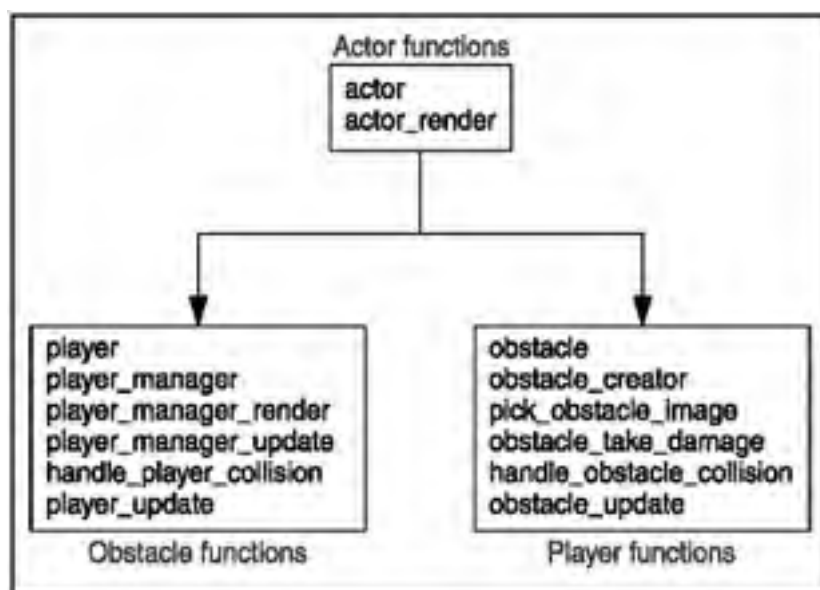 Actor functions
actor
actor_render
player
player_manager
player_manager_render
player_manager_update
handle_player_collision
player_update
Obstacle functions
obstacle
obstacle_creator
pick_obstacle_image
obstacle_take_damage
handle_obstacle_collision
obstacle_update
Player functions